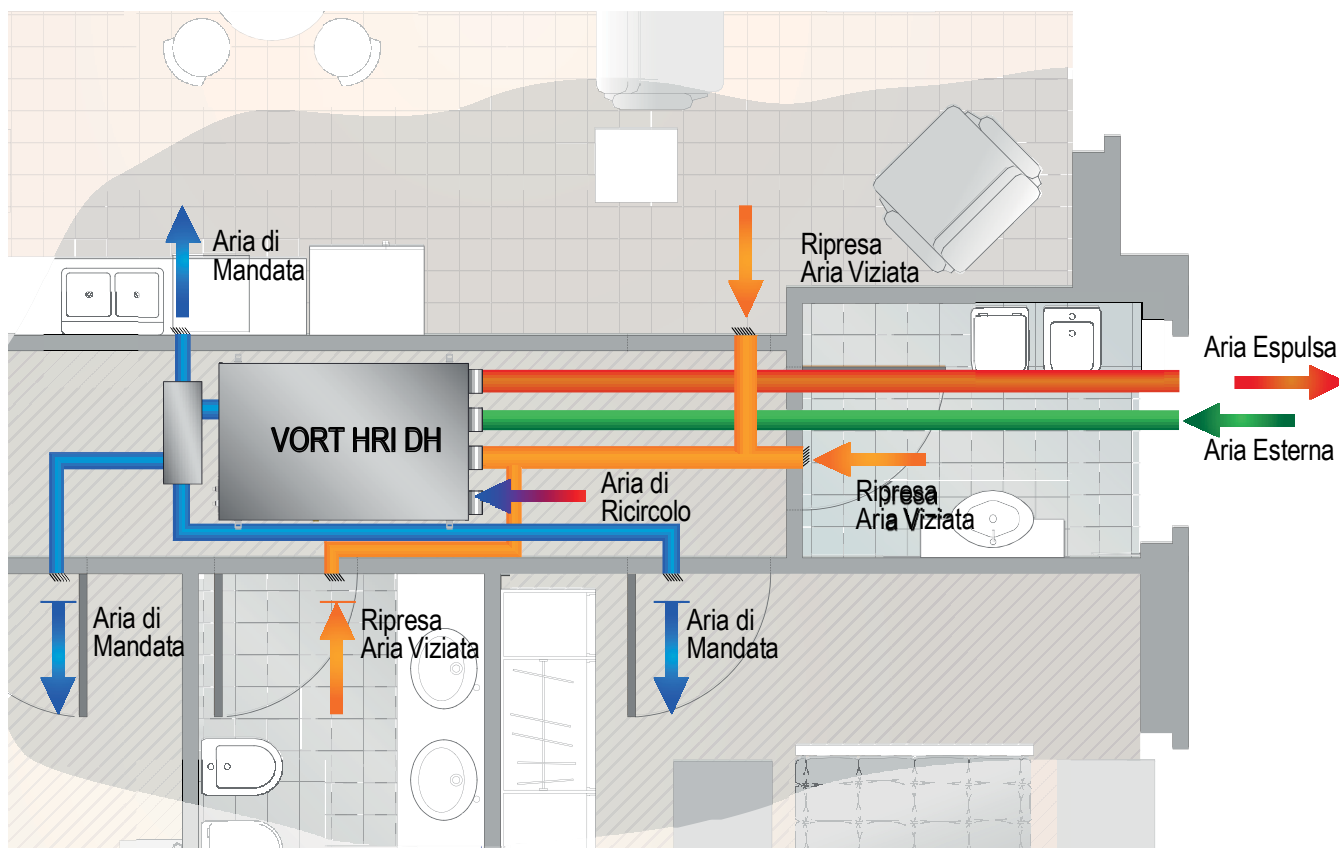 Aria di
Mandata
Ripresa
Aria Viziata
Aria Espulsa
Aria Esterna
VORT HRI DH
Aria di
Ricircolo
Ripresa
Aria Viziata
Aria di
Mandata
Ripresa
Aria Viziata
Aria di
Mandata